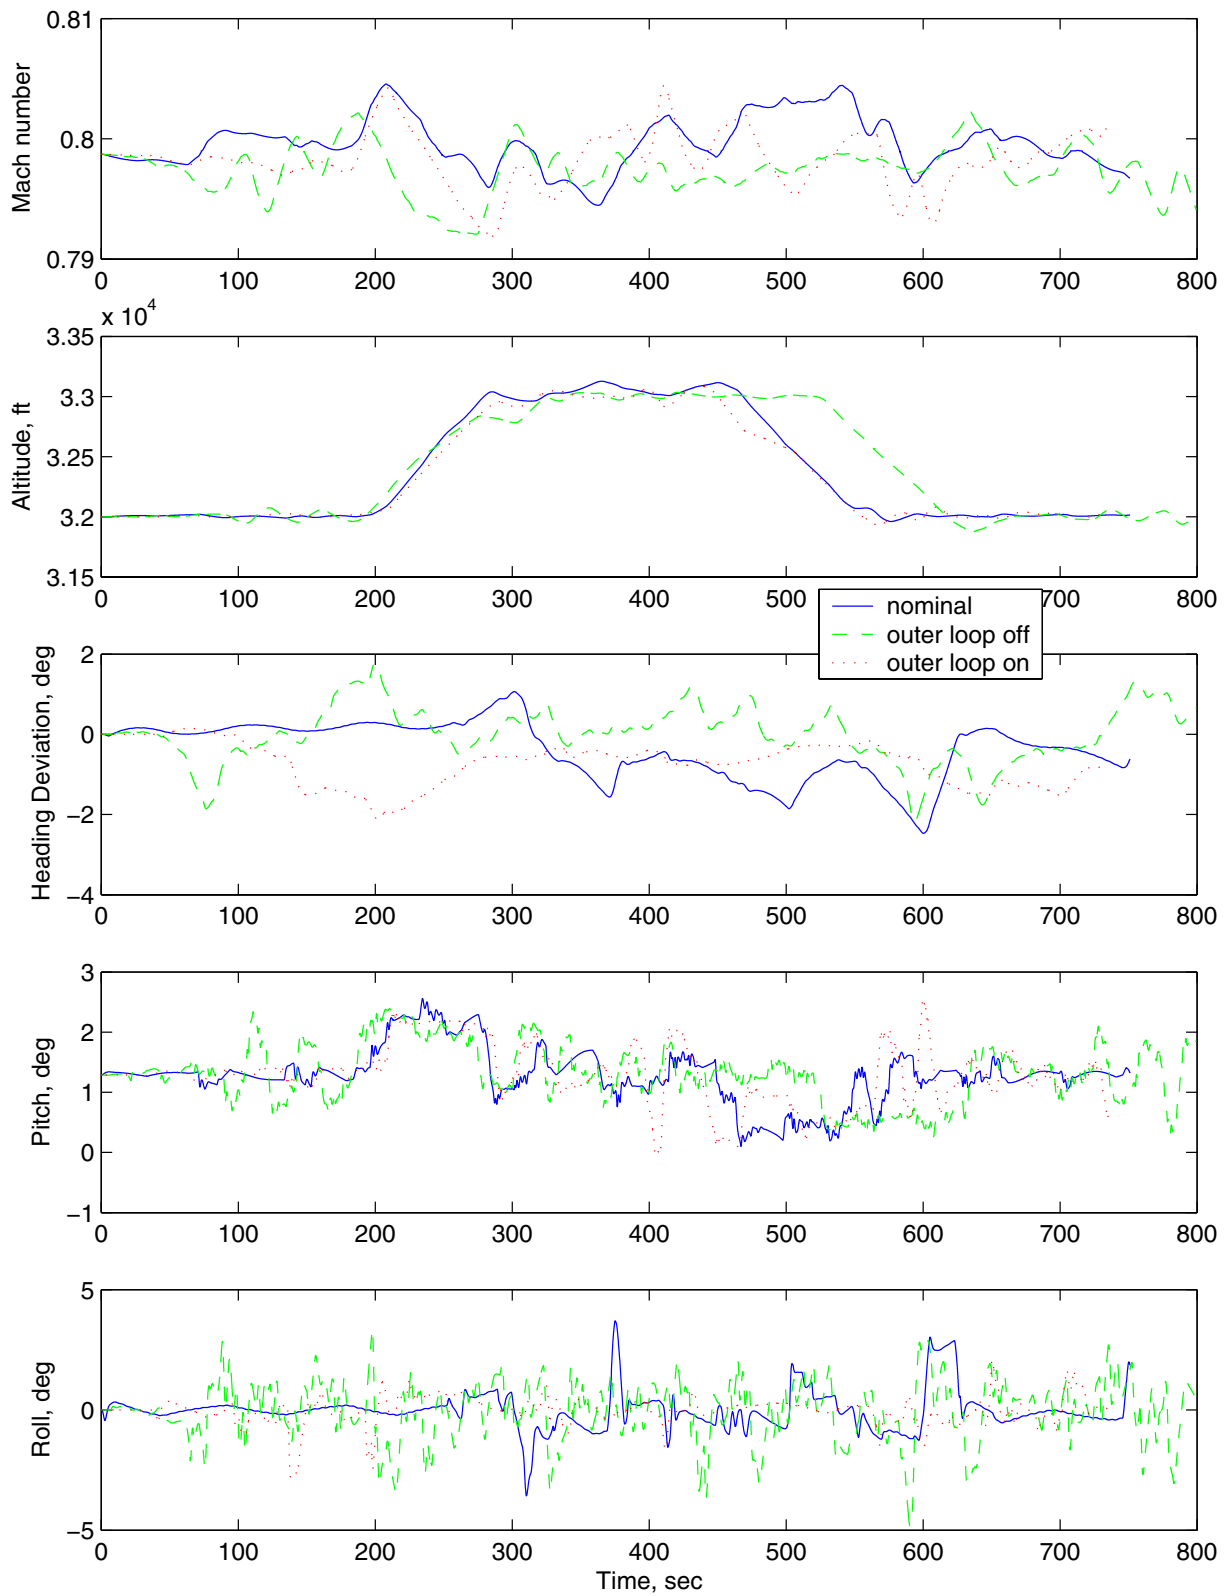 0.81
0.8
0.79
Mach number
0 100 200 300 400 500 600 700 800
x 10^4
3.35
3.3
3.25
3.2
3.15
Altitude, ft
0 100 200 300 400 500 600 700 800
nominal
outer loop off
outer loop on
2
0
−2
−4
Heading Deviation, deg
0 100 200 300 400 500 600 700 800
3
2
1
0
−1
Pitch, deg
0 100 200 300 400 500 600 700 800
5
0
−5
Roll, deg
0 100 200 300 400 500 600 700 800
Time, sec